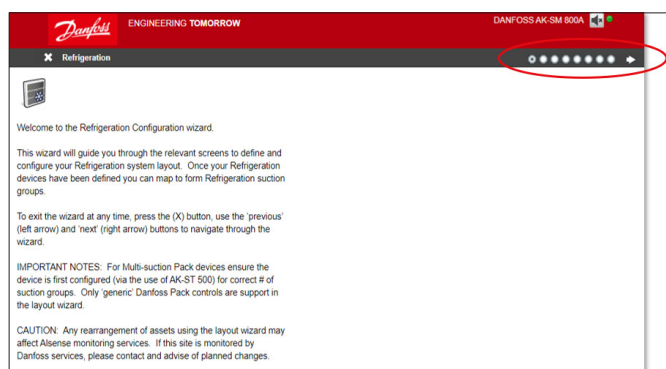 Danfoss
ENGINEERING TOMORROW
DANFOSS AK-SM 800A
Refrigeration
Welcome to the Refrigeration Configuration wizard.
This wizard will guide you through the relevant screens to define and
configure your Refrigeration system layout. Once your Refrigeration
devices have been defined you can map to form Refrigeration suction
groups.
To exit the wizard at any time, press the (X) button, use the 'previous'
(left arrow) and 'next' (right arrow) buttons to navigate through the
wizard.
IMPORTANT NOTES: For Multi-suction Pack devices ensure the
device is first configured (via the use of AK-ST 500) for correct # of
suction groups. Only 'generic' Danfoss Pack controls are support in
the layout wizard.
CAUTION: Any rearrangement of assets using the layout wizard may
affect Alsense monitoring services. If this site is monitored by
Danfoss services, please contact and advise of planned changes.